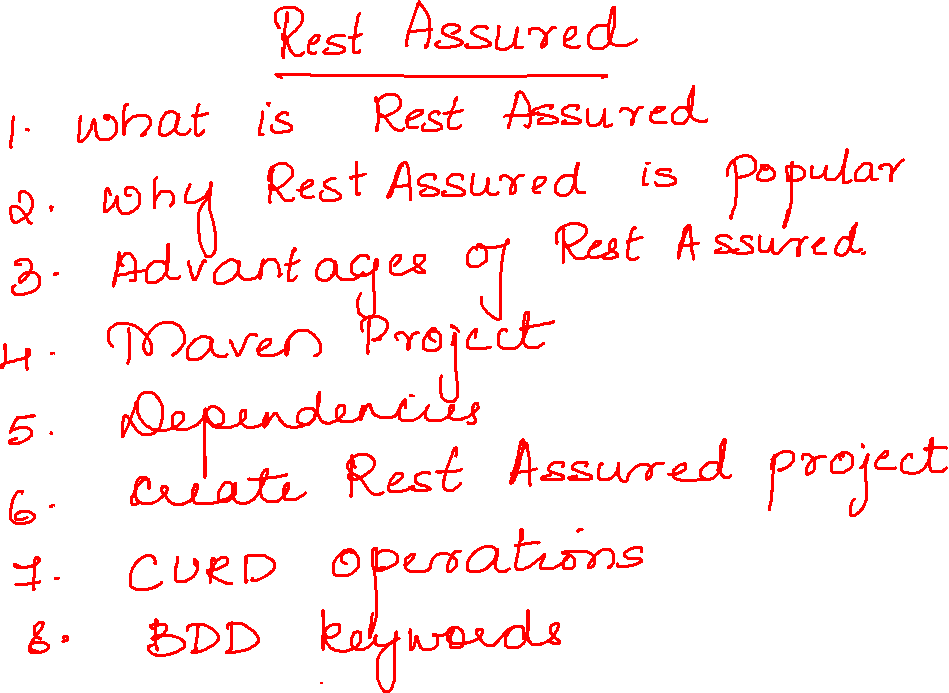 Rest Assured
1. What is Rest Assured
2. Why Rest Assured is popular
3. Advantages of Rest Assured.
4. Maven Project
5. Dependencies
6. create Rest Assured project
7. CURD operations
8. BDD keywords